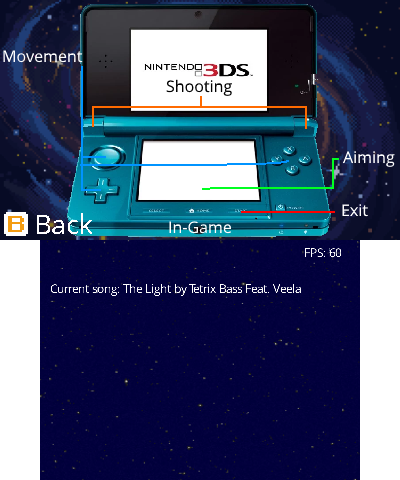 Movement
NINTENDO 3DS.
Shooting
Aiming
Exit
B Back
In-Game
FPS: 60
Current song: The Light by Tetrix Bass Feat. Veela